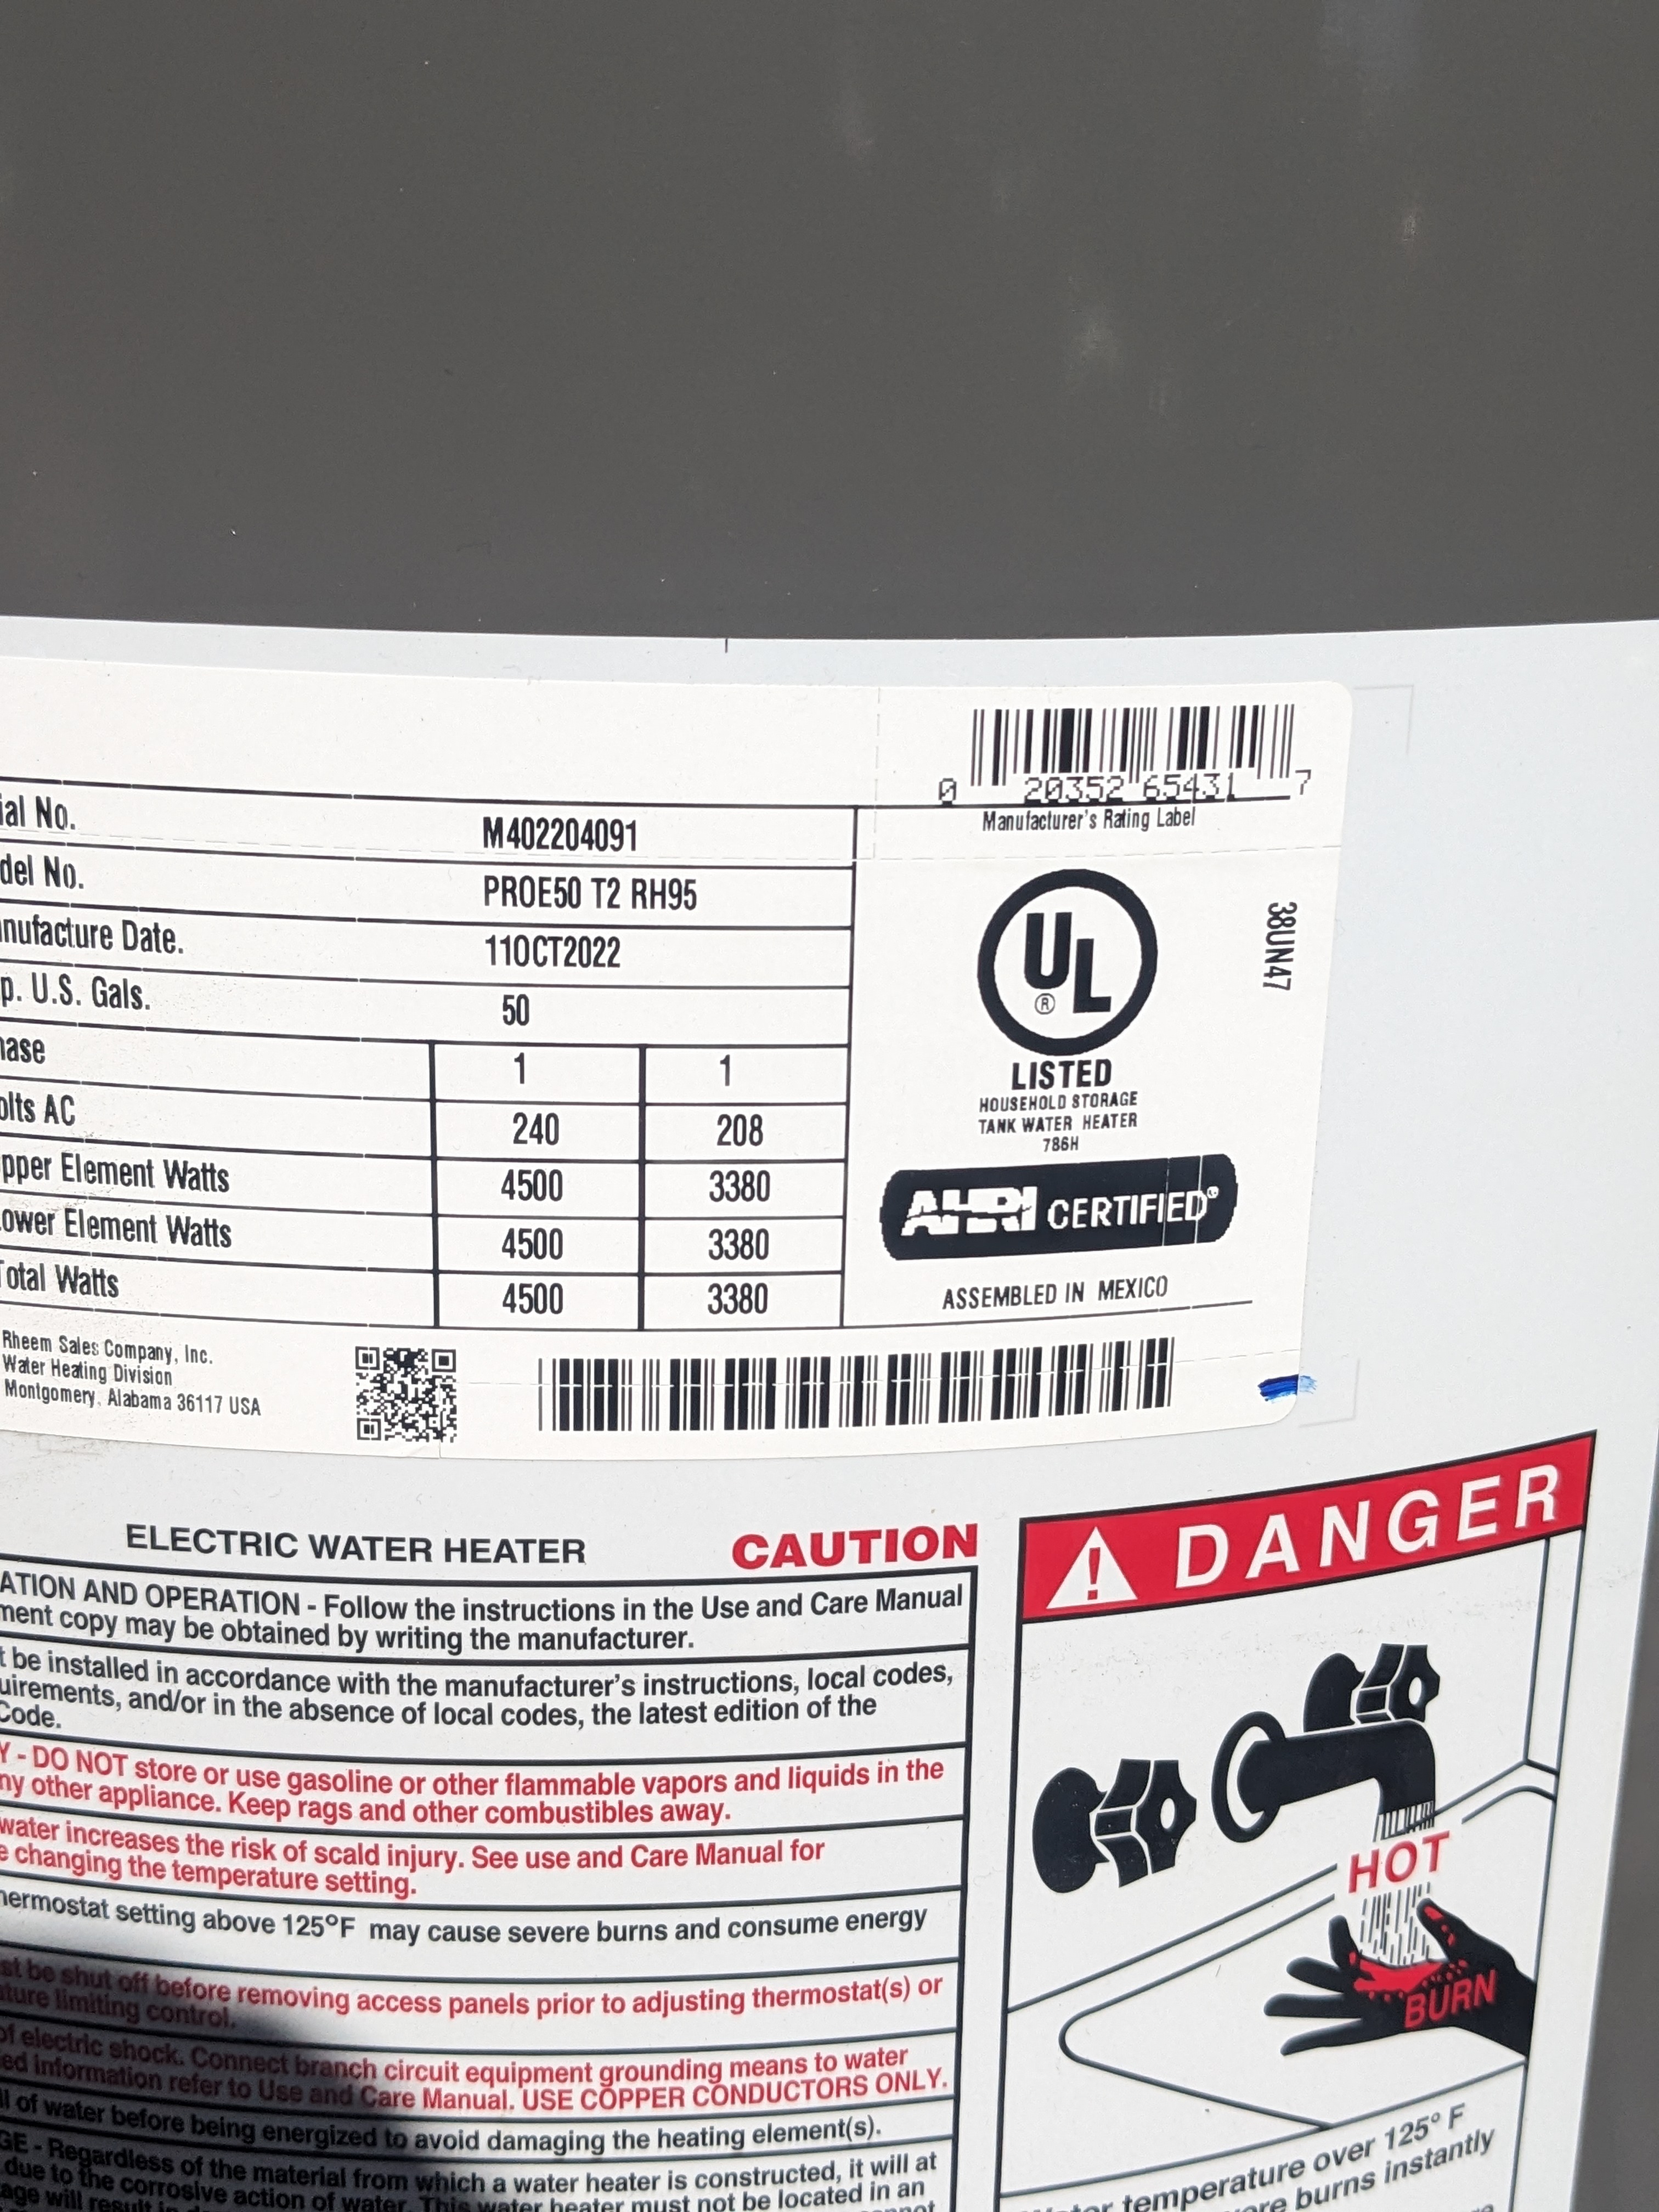 0 20352 65431 7
Manufacturer's Rating Label
ial No. M402204091
del No. PROE50 T2 RH95
nufacture Date. 11OCT2022
p. U.S. Gals. 50
hase 1 1
olts AC 240 208
pper Element Watts 4500 3380
ower Element Watts 4500 3380
Total Watts 4500 3380
UL
®
LISTED
HOUSEHOLD STORAGE
TANK WATER HEATER
786H
38UN47
AHRI CERTIFIED®
ASSEMBLED IN MEXICO
Rheem Sales Company, Inc.
Water Heating Division
Montgomery, Alabama 36117 USA
ELECTRIC WATER HEATER CAUTION
ATION AND OPERATION - Follow the instructions in the Use and Care Manual
ment copy may be obtained by writing the manufacturer.
t be installed in accordance with the manufacturer's instructions, local codes,
uirements, and/or in the absence of local codes, the latest edition of the
Code.
Y - DO NOT store or use gasoline or other flammable vapors and liquids in the
ny other appliance. Keep rags and other combustibles away.
water increases the risk of scald injury. See use and Care Manual for
e changing the temperature setting.
hermostat setting above 125°F may cause severe burns and consume energy
st be shut off before removing access panels prior to adjusting thermostat(s) or
ture limiting control.
of electric shock. Connect branch circuit equipment grounding means to water
ed information refer to Use and Care Manual. USE COPPER CONDUCTORS ONLY.
ll of water before being energized to avoid damaging the heating element(s).
GE - Regardless of the material from which a water heater is constructed, it will at
due to the corrosive action of water. This water heater must not be located in an
age will result in
DANGER
HOT
BURN
temperature over 125° F
ere burns instantly